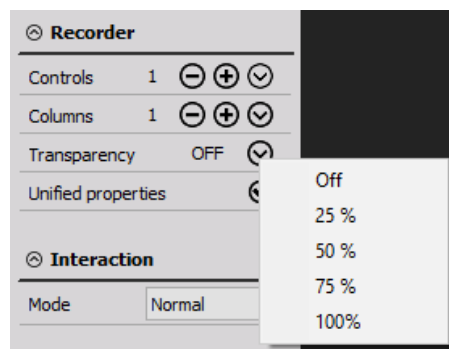 Recorder
Controls 1
Columns 1
Transparency OFF
Unified properties
Off
25 %
50 %
75 %
100%
Interaction
Mode Normal